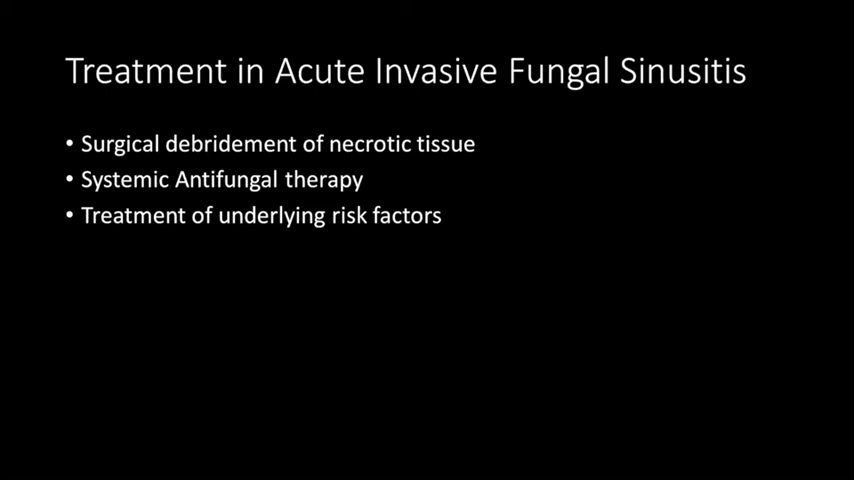 Treatment in Acute Invasive Fungal Sinusitis
• Surgical debridement of necrotic tissue
• Systemic Antifungal therapy
• Treatment of underlying risk factors